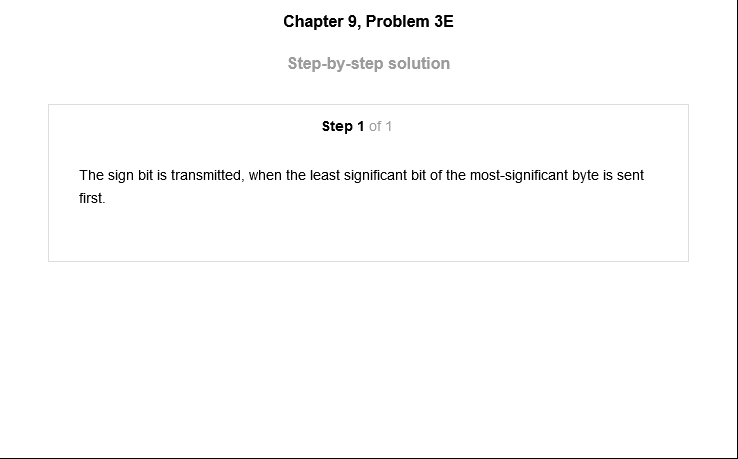 Chapter 9, Problem 3E
Step-by-step solution
Step 1 of 1
The sign bit is transmitted, when the least significant bit of the most-significant byte is sent
first.